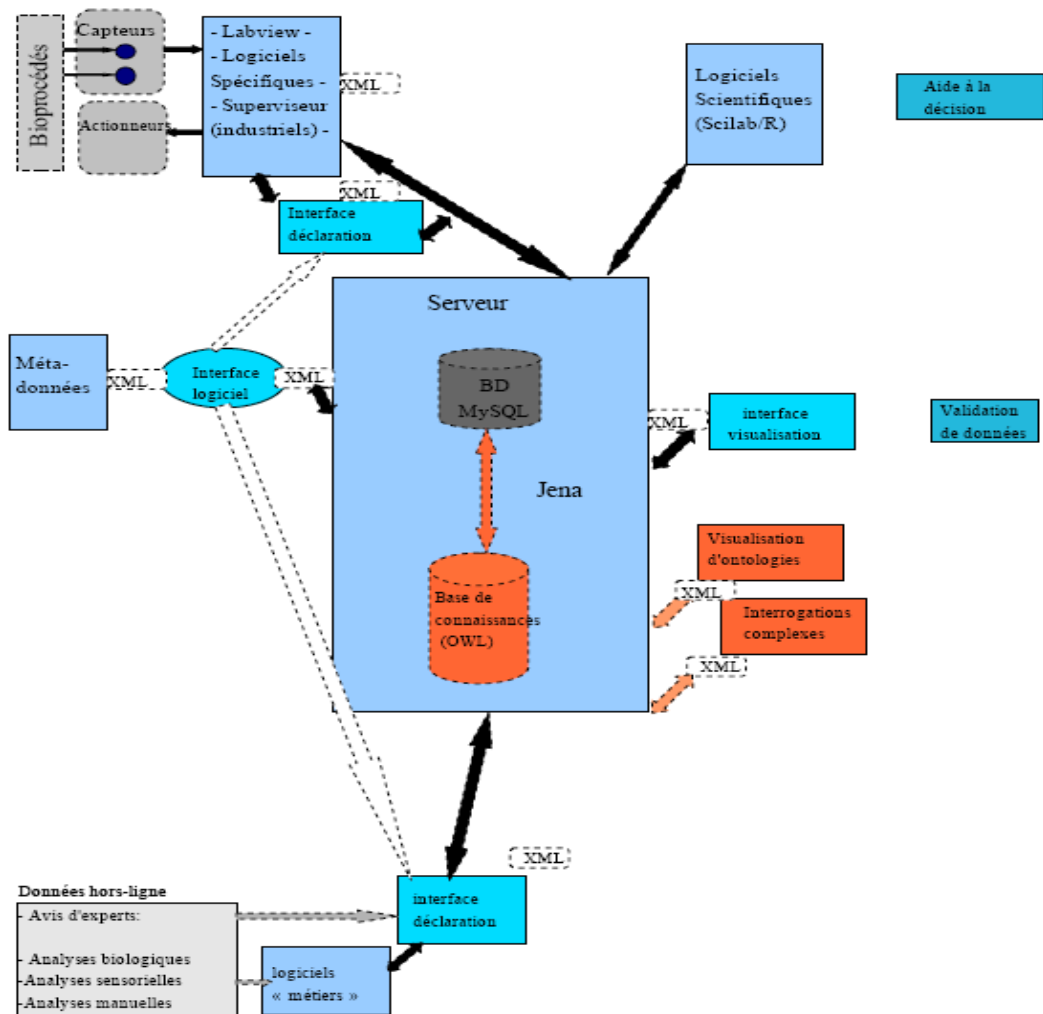 Bioprocédés
Capteurs
Actionneurs
- Labview -
- Logiciels
Spécifiques -
- Superviseur
(industriels) -
XML
Logiciels
Scientifiques
(Scilab/R)
Aide à la
décision
XML
Interface
déclaration
Serveur
Méta-
données
XML
Interface
logiciel
XML
BD
MySQL
XML
interface
visualisation
Validation
de données
Jena
Visualisation
d'ontologies
XML
Base de
connaissances
(OWL)
Interrogations
complexes
XML
XML
Données hors-ligne
- Avis d'experts:
- Analyses biologiques
-Analyses sensorielles
-Analyses manuelles
interface
déclaration
logiciels
« métiers »